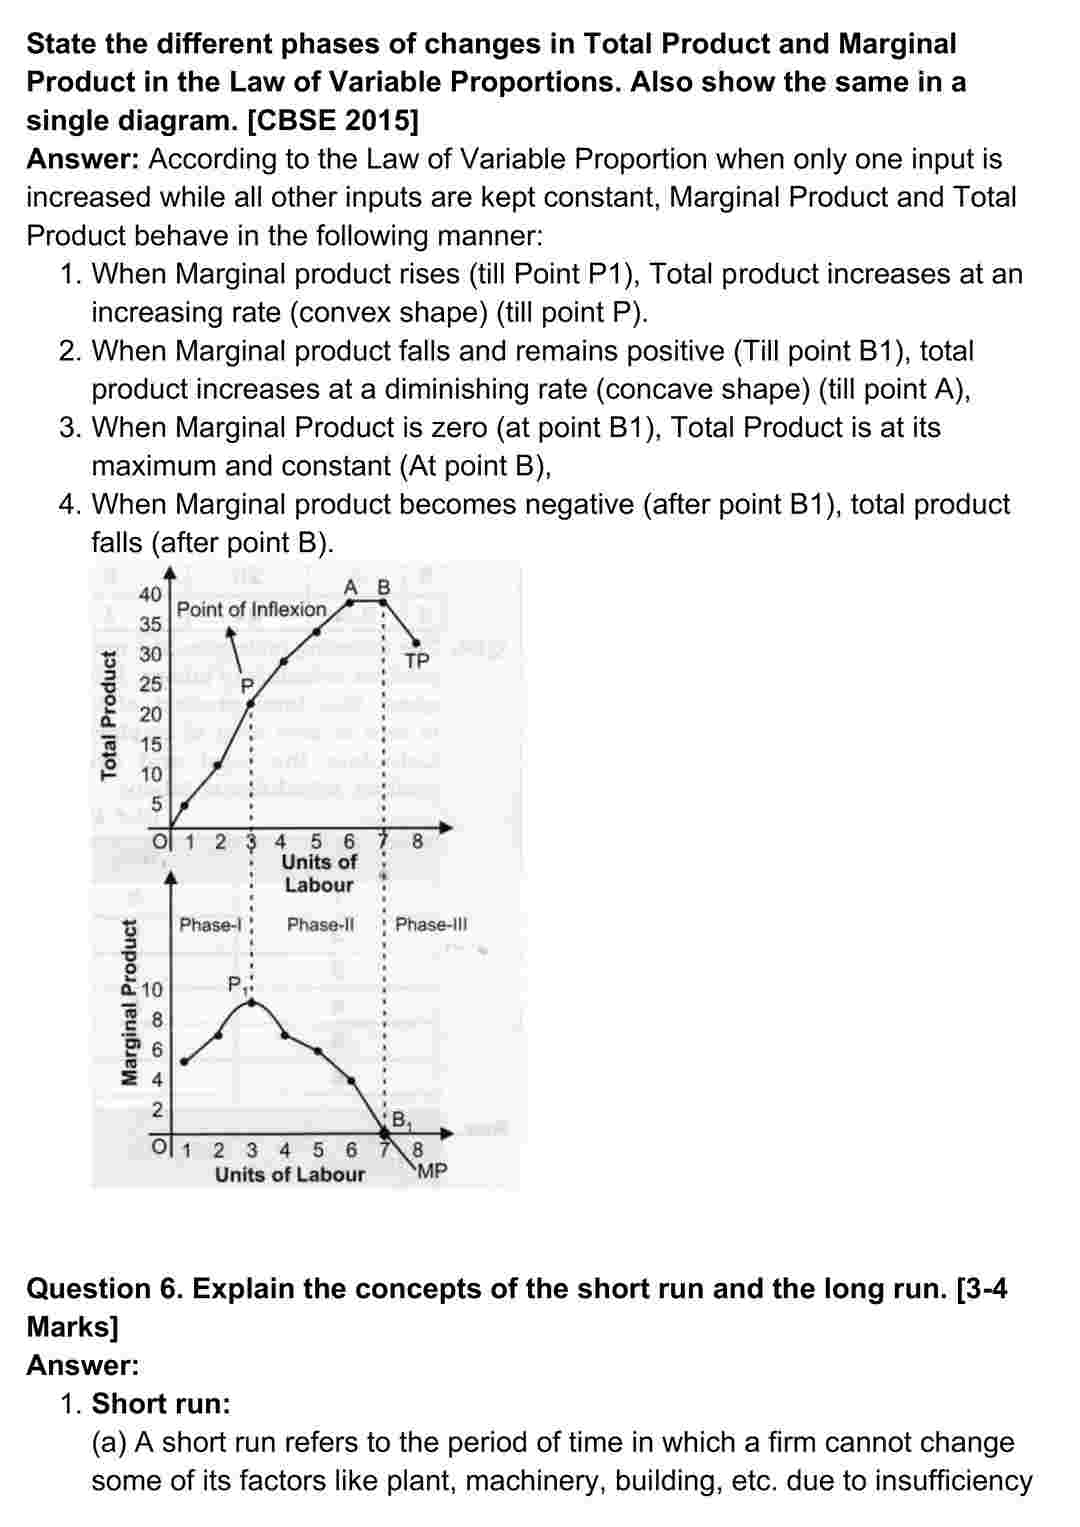 State the different phases of changes in Total Product and Marginal
Product in the Law of Variable Proportions. Also show the same in a
single diagram. [CBSE 2015]
Answer: According to the Law of Variable Proportion when only one input is
increased while all other inputs are kept constant, Marginal Product and Total
Product behave in the following manner:
1. When Marginal product rises (till Point P1), Total product increases at an
increasing rate (convex shape) (till point P).
2. When Marginal product falls and remains positive (Till point B1), total
product increases at a diminishing rate (concave shape) (till point A),
3. When Marginal Product is zero (at point B1), Total Product is at its
maximum and constant (At point B),
4. When Marginal product becomes negative (after point B1), total product
falls (after point B).
A B
40
Point of Inflexion
35
30
TP
25
P
20
15
10
5
Total Product
O 1 2 3 4 5 6 7 8
Units of
Labour
Phase-I Phase-II Phase-III
P1
10
8
6
4
2
Marginal Product
B1
O 1 2 3 4 5 6 7 8
Units of Labour MP
Question 6. Explain the concepts of the short run and the long run. [3-4
Marks]
Answer:
1. Short run:
(a) A short run refers to the period of time in which a firm cannot change
some of its factors like plant, machinery, building, etc. due to insufficiency